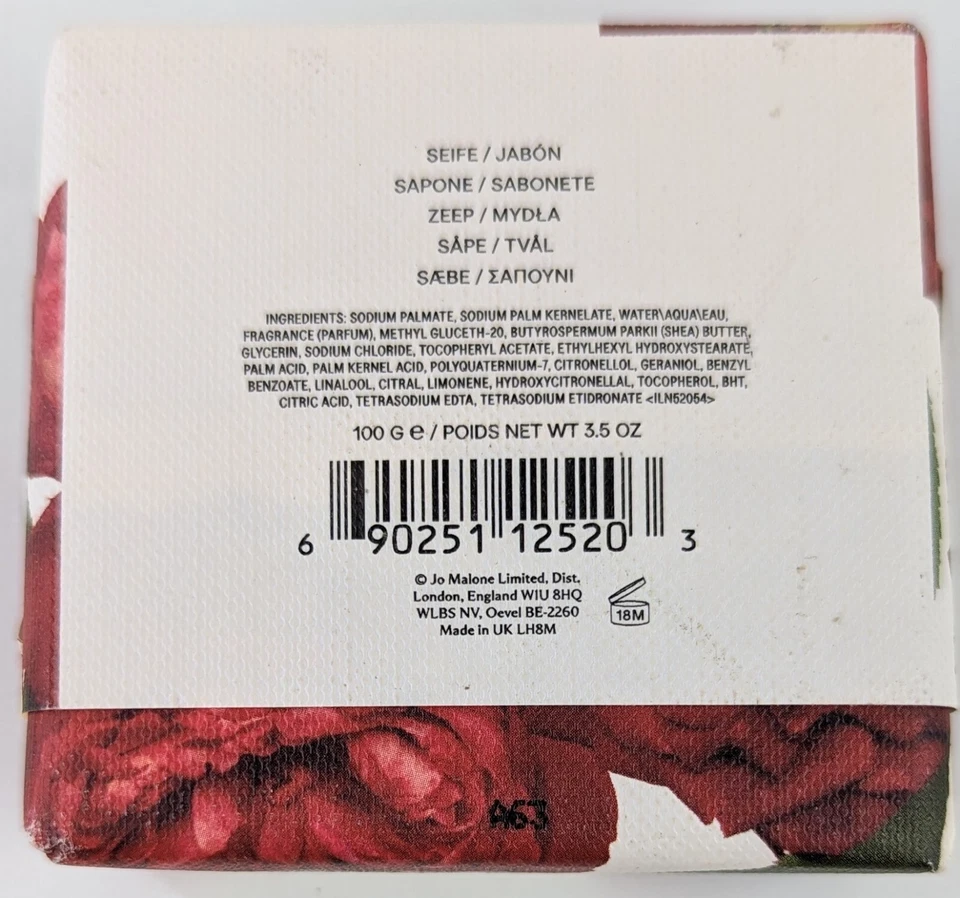 SEIFE / JABÓN
SAPONE / SABONETE
ZEEP / MYDŁA
SÅPE / TVÅL
SÆBE / ΣΑΠΟΥΝΙ
INGREDIENTS: SODIUM PALMATE, SODIUM PALM KERNELATE, WATER\AQUA\EAU,
FRAGRANCE (PARFUM), METHYL GLUCETH-20, BUTYROSPERMUM PARKII (SHEA) BUTTER,
GLYCERIN, SODIUM CHLORIDE, TOCOPHERYL ACETATE, ETHYLHEXYL HYDROXYSTEARATE,
PALM ACID, PALM KERNEL ACID, POLYQUATERNIUM-7, CITRONELLOL, GERANIOL, BENZYL
BENZOATE, LINALOOL, CITRAL, LIMONENE, HYDROXYCITRONELLAL, TOCOPHEROL, BHT,
CITRIC ACID, TETRASODIUM EDTA, TETRASODIUM ETIDRONATE <ILN52054>
100 G ℮ / POIDS NET WT 3.5 OZ
6 90251 12520 3
© Jo Malone Limited, Dist.
London, England W1U 8HQ
WLBS NV, Oevel BE-2260
Made in UK LH8M
18M
A63